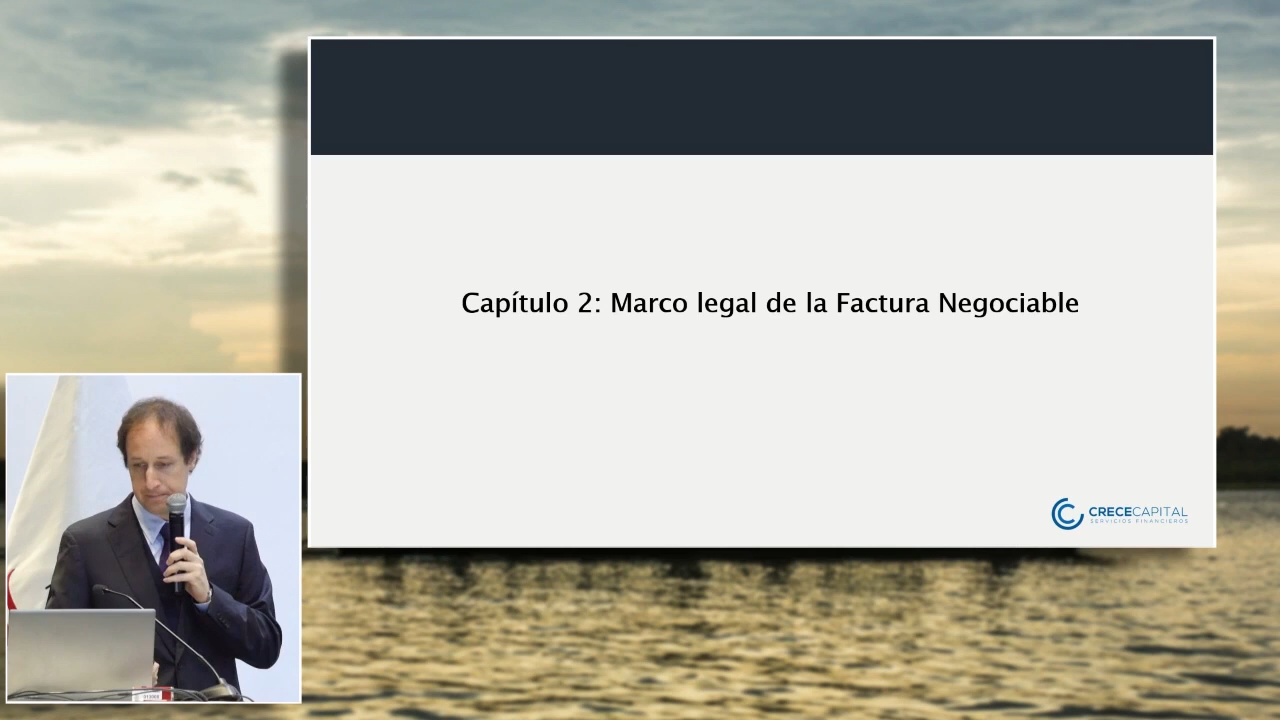 Capítulo 2: Marco legal de la Factura Negociable
CRECECAPITAL
SERVICIOS FINANCIEROS